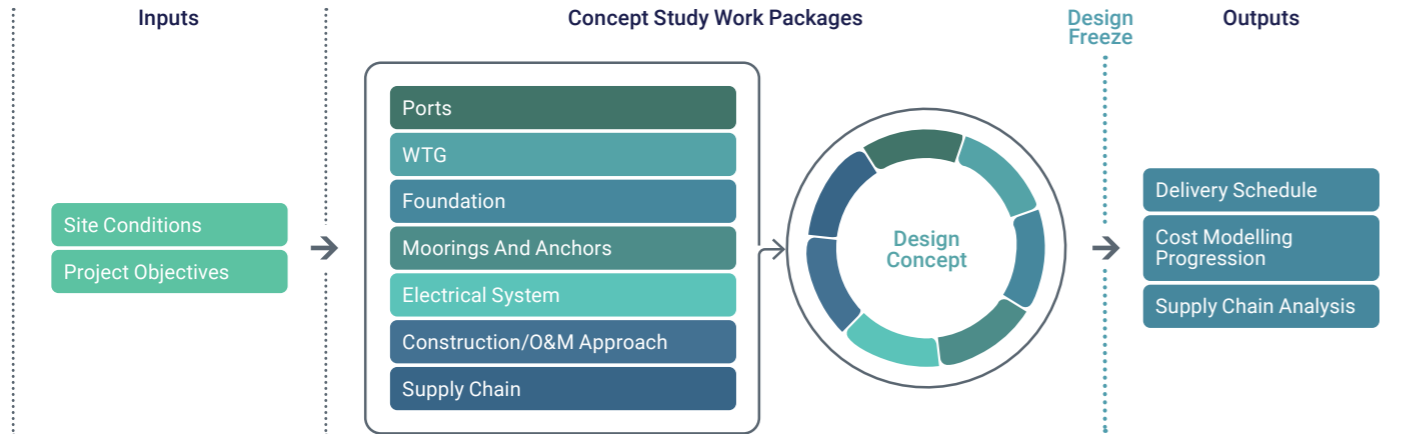 Inputs
Concept Study Work Packages
Design
Freeze
Outputs
Site Conditions
Project Objectives
Ports
WTG
Foundation
Moorings And Anchors
Electrical System
Construction/O&M Approach
Supply Chain
Design
Concept
Delivery Schedule
Cost Modelling
Progression
Supply Chain Analysis